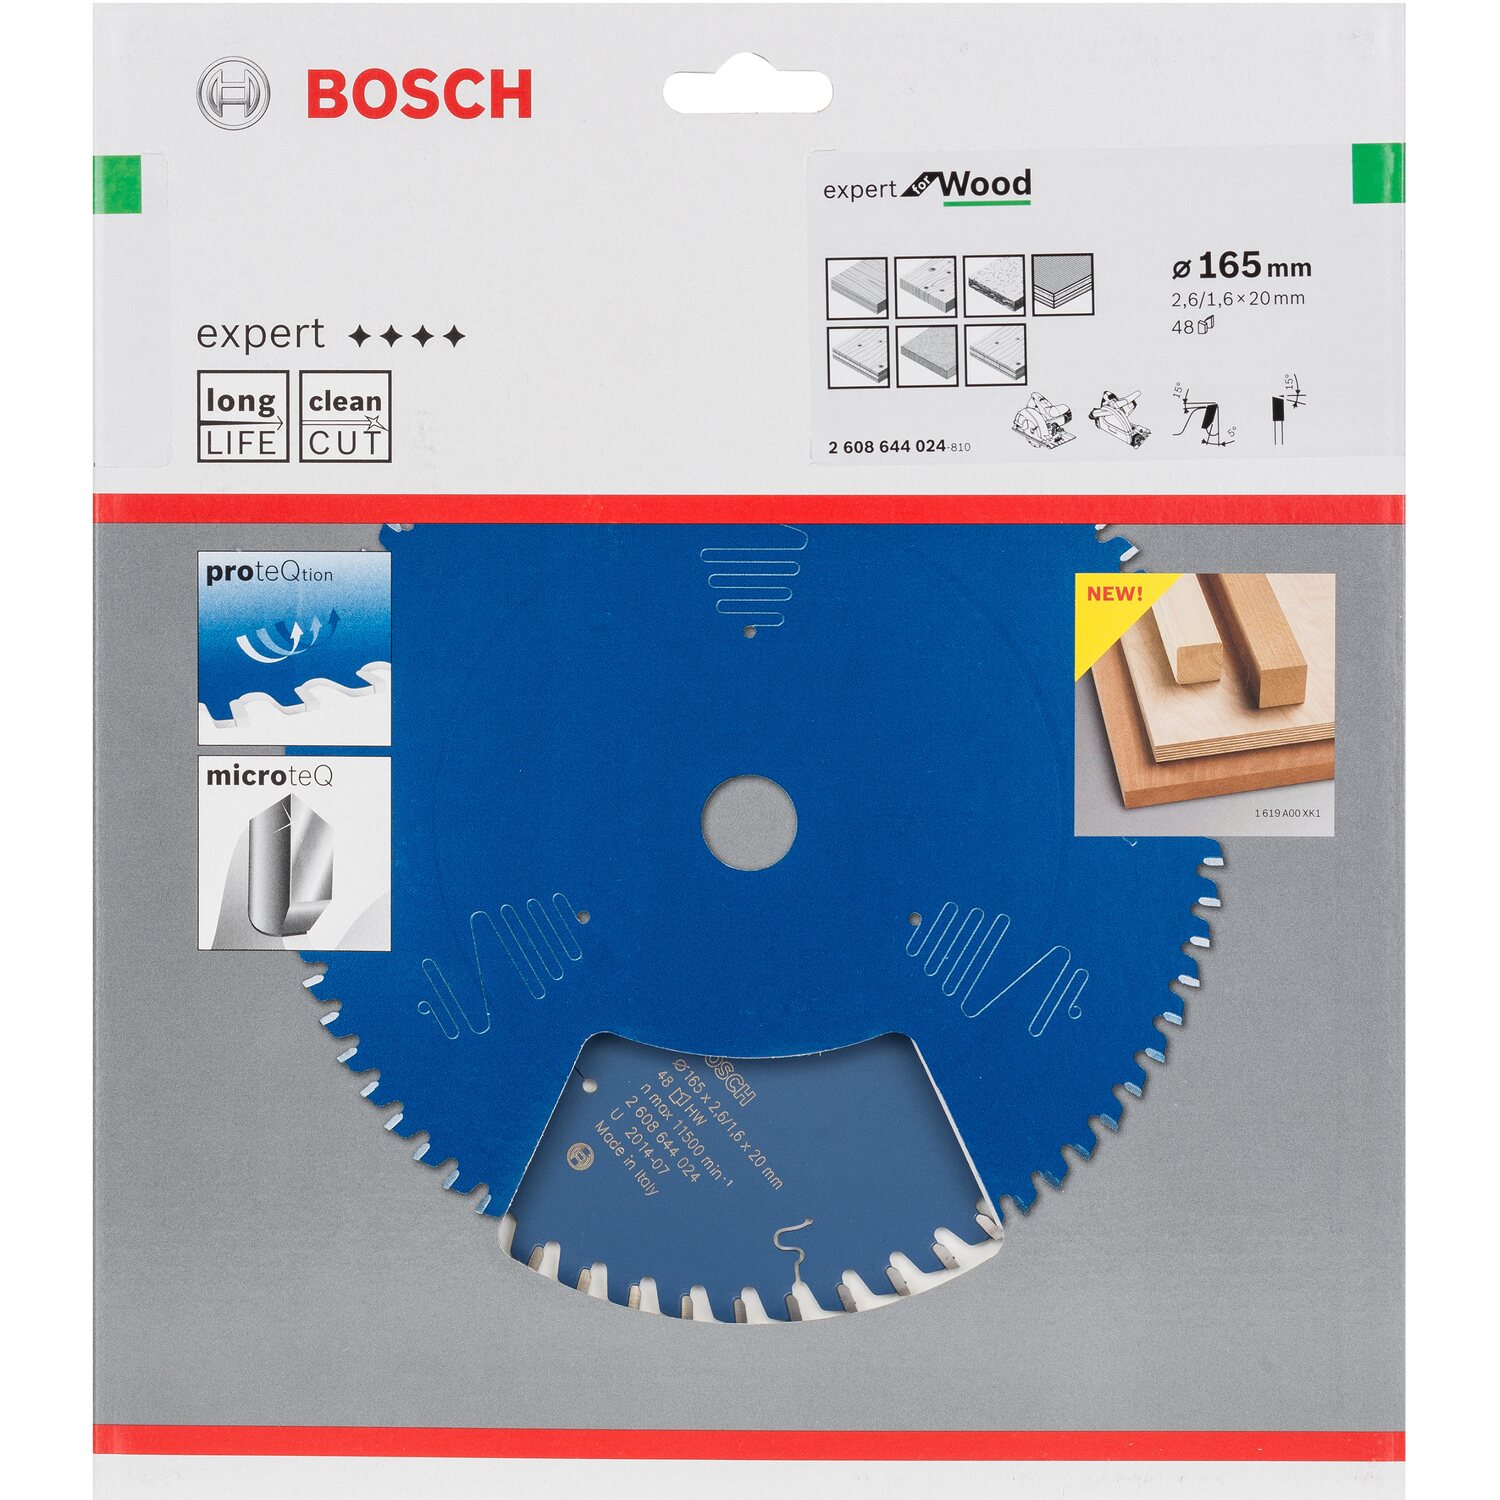 BOSCH
expert for Wood
ø 165 mm
2,6/1,6 × 20 mm
48
expert
long LIFE
clean CUT
15°
5°
15°
2 608 644 024-810
proteQtion
NEW!
microteQ
1 619 A00 XK1
BOSCH
Ø165 x 2,6/1,6 x 20 mm
48 HW
n max 11500 min-1
2 608 644 024
U 2014-07
Made in Italy